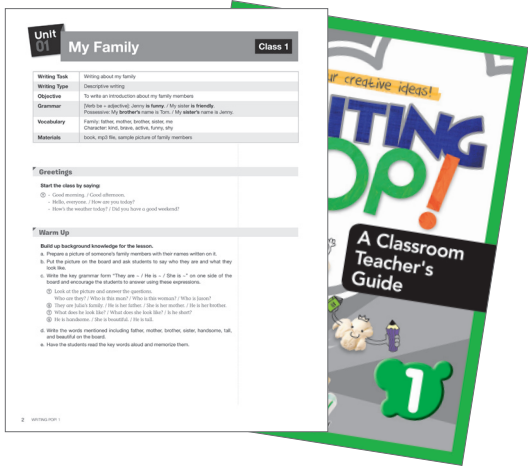 Unit
01
My Family
Class 1
Writing Task Writing about my family
Writing Type Descriptive writing
Objective To write an introduction about my family members
Grammar [Verb be + adjective]: Jenny is funny. / My sister is friendly.
Possessive: My brother's name is Tom. / My sister's name is Jenny.
Vocabulary Family: father, mother, brother, sister, me
Character: kind, brave, active, funny, shy
Materials book, mp3 file, sample picture of family members
Greetings
Start the class by saying:
Ⓣ - Good morning. / Good afternoon.
- Hello, everyone. / How are you today?
- How's the weather today? / Did you have a good weekend?
Warm Up
Build up background knowledge for the lesson.
a. Prepare a picture of someone's family members with their names written on it.
b. Put the picture on the board and ask students to say who they are and what they
look like.
c. Write the key grammar form "They are ~ / He is ~ / She is ~" on one side of the
board and encourage the students to answer using these expressions.
Ⓣ Look at the picture and answer the questions.
Who are they? / Who is this man? / Who is this woman? / Who is Jason?
Ⓢ They are Julia's family. / He is her father. / She is her mother. / He is her brother.
Ⓣ What does he look like? / What does she look like? / Is he short?
Ⓢ He is handsome. / She is beautiful. / He is tall.
d. Write the words mentioned including father, mother, brother, sister, handsome, tall,
and beautiful on the board.
e. Have the students read the key words aloud and memorize them.
2 WRITING POP! 1
ur creative ideas!
TING
OP!
A Classroom
Teacher's
Guide
1